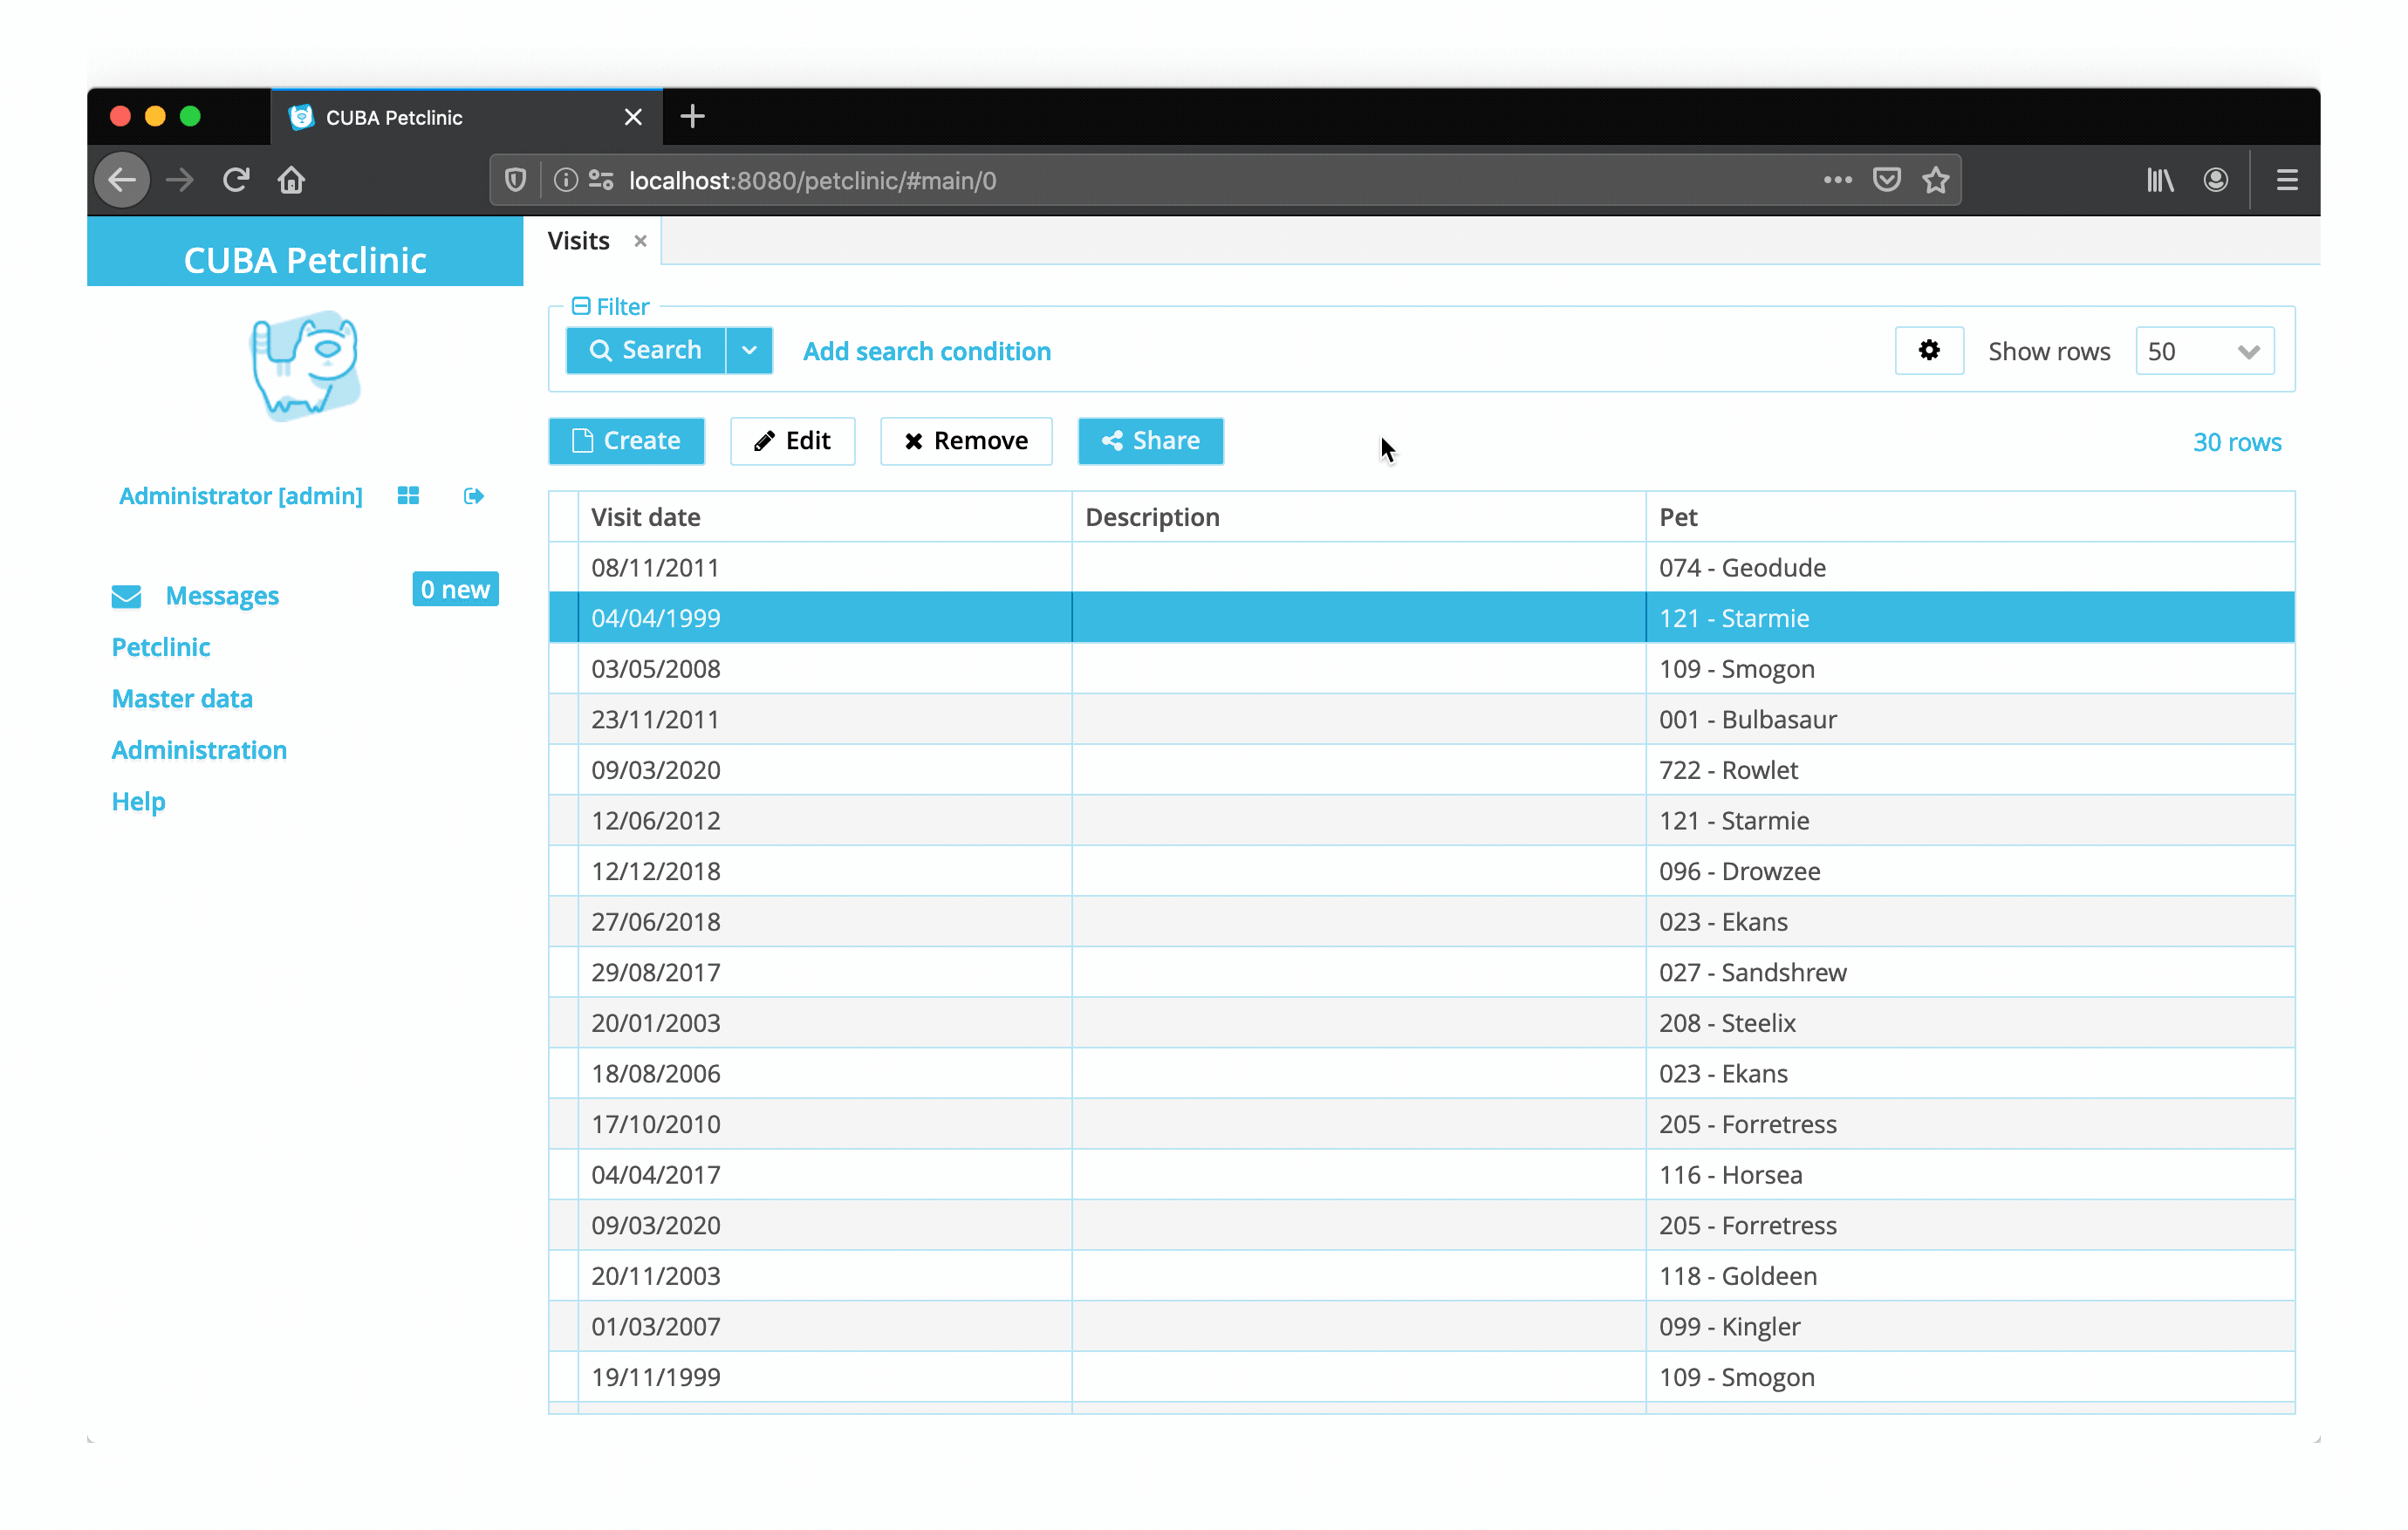 CUBA Petclinic
localhost:8080/petclinic/#main/0
CUBA Petclinic
Administrator [admin]
Messages 0 new
Petclinic
Master data
Administration
Help
Visits
Filter
Search Add search condition Show rows 50
Create Edit Remove Share 30 rows
Visit date Description Pet
08/11/2011 074 - Geodude
04/04/1999 121 - Starmie
03/05/2008 109 - Smogon
23/11/2011 001 - Bulbasaur
09/03/2020 722 - Rowlet
12/06/2012 121 - Starmie
12/12/2018 096 - Drowzee
27/06/2018 023 - Ekans
29/08/2017 027 - Sandshrew
20/01/2003 208 - Steelix
18/08/2006 023 - Ekans
17/10/2010 205 - Forretress
04/04/2017 116 - Horsea
09/03/2020 205 - Forretress
20/11/2003 118 - Goldeen
01/03/2007 099 - Kingler
19/11/1999 109 - Smogon